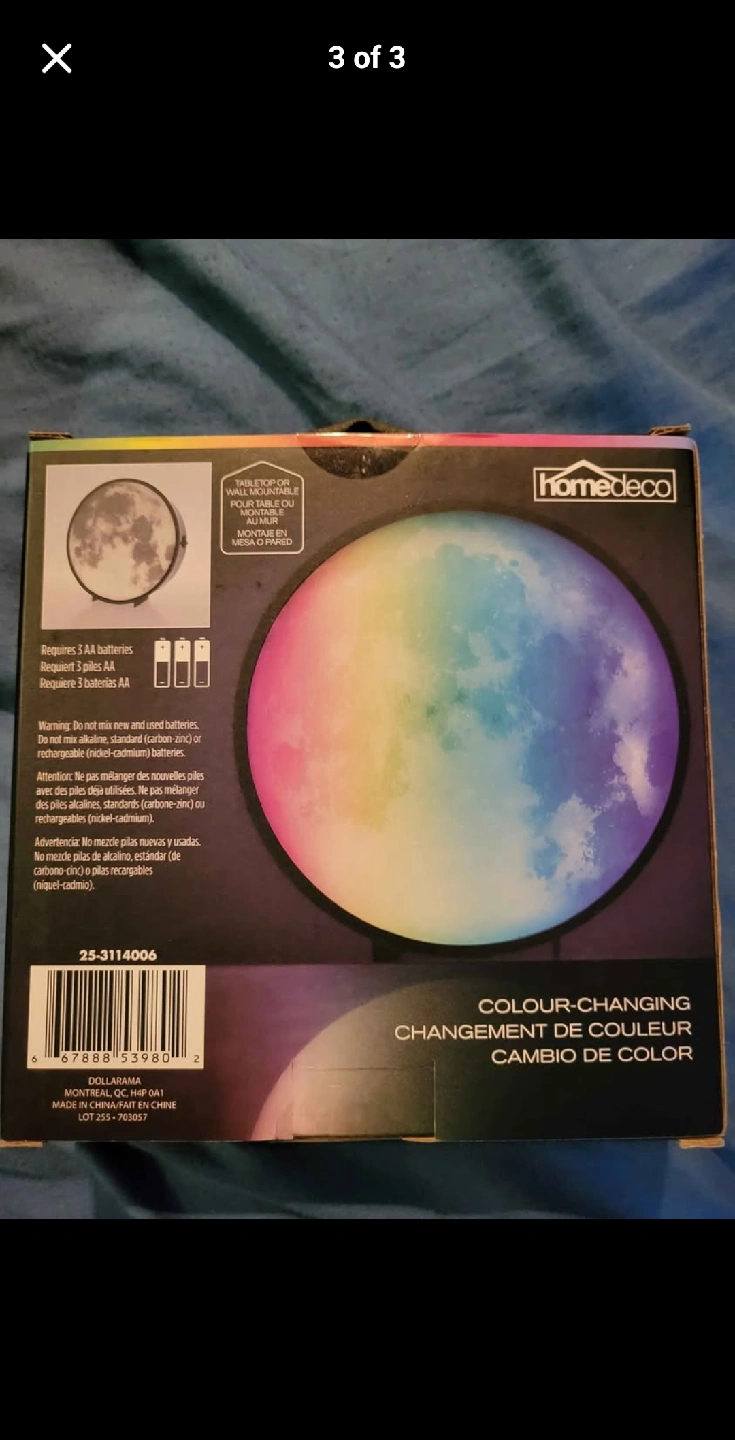 3 of 3
homedeco
TABLETOP OR
WALL MOUNTABLE
POUR TABLE OU
MONTABLE
AU MUR
MONTAJE EN
MESA O PARED
Requires 3 AA batteries
Requiert 3 piles AA
Requiere 3 baterias AA
Warning: Do not mix new and used batteries.
Do not mix alkaline, standard (carbon-zinc) or
rechargeable (nickel-cadmium) batteries.
Attention: Ne pas mélanger des nouvelles piles
avec des piles déjà utilisées. Ne pas mélanger
des piles alcalines, standards (carbone-zinc) ou
rechargeables (nickel-cadmium).
Advertencia: No mezcle pilas nuevas y usadas.
No mezcle pilas de alcalino, estándar (de
carbono-cinc) o pilas recargables
(níquel-cadmio).
25-3114006
6 67888 53980 2
DOLLARAMA
MONTREAL, QC, H4P 0A1
MADE IN CHINA/FAIT EN CHINE
LOT 255 - 703057
COLOUR-CHANGING
CHANGEMENT DE COULEUR
CAMBIO DE COLOR